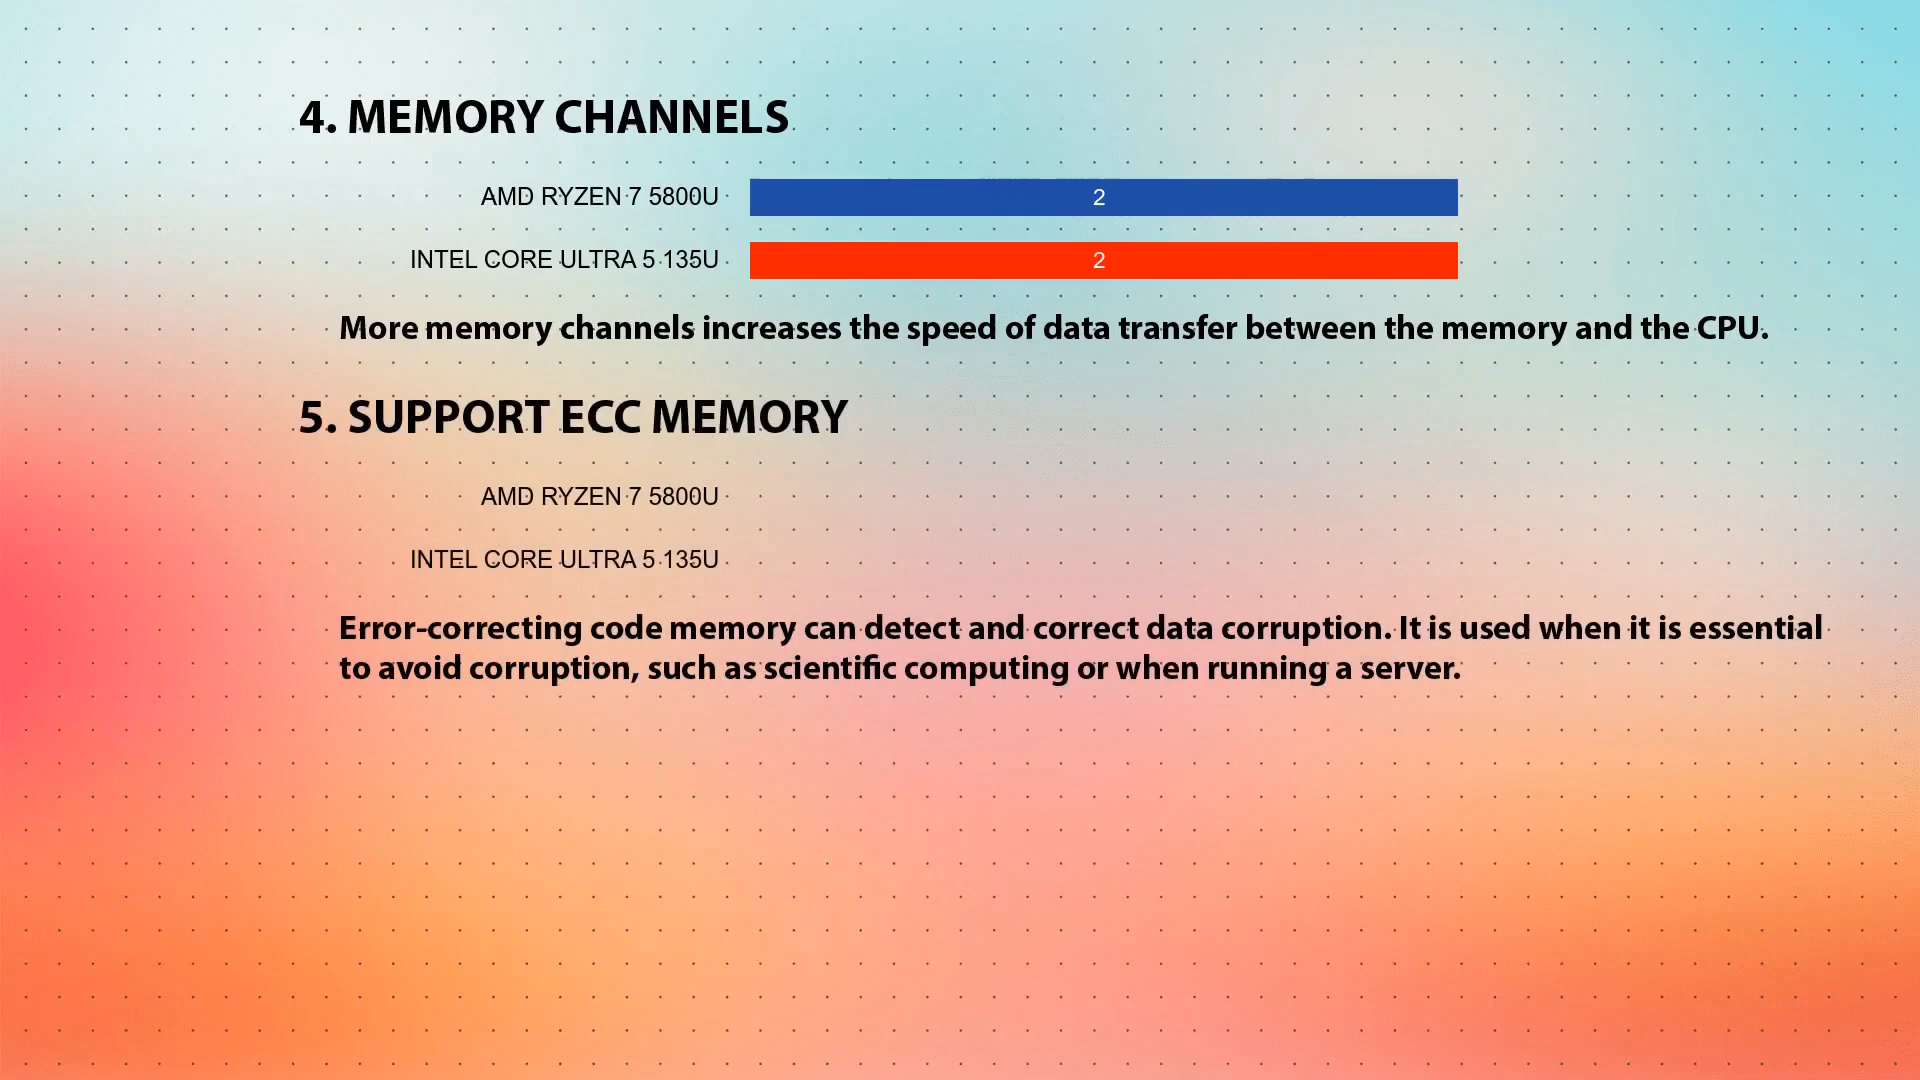 4. MEMORY CHANNELS
AMD RYZEN 7 5800U
2
INTEL CORE ULTRA 5 135U
2
More memory channels increases the speed of data transfer between the memory and the CPU.
5. SUPPORT ECC MEMORY
AMD RYZEN 7 5800U
INTEL CORE ULTRA 5 135U
Error-correcting code memory can detect and correct data corruption. It is used when it is essential
to avoid corruption, such as scientific computing or when running a server.